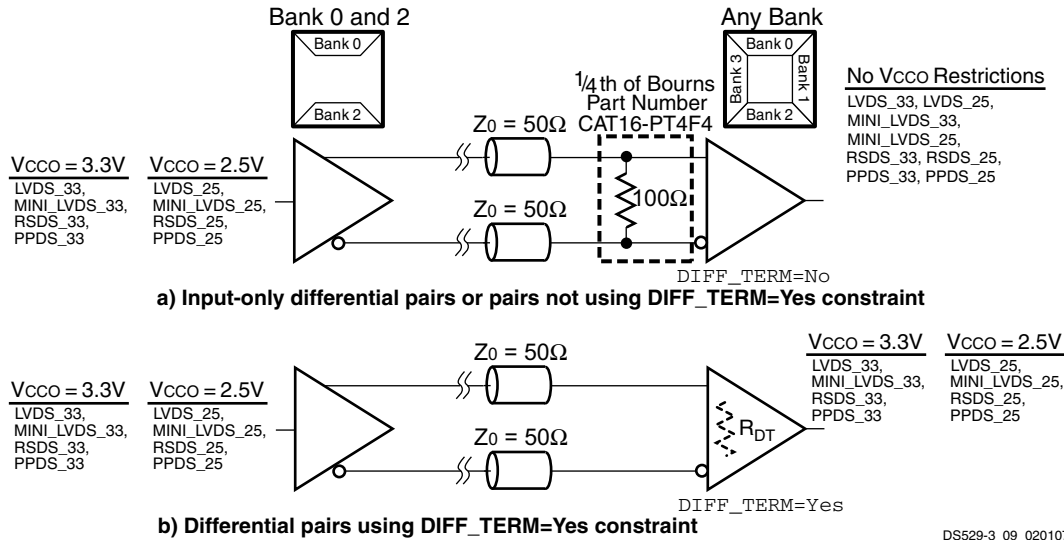 Bank 0 and 2
Bank 0
Bank 2
Any Bank
Bank 0
Bank 3
Bank 1
Bank 2
1/4 th of Bourns
Part Number
CAT16-PT4F4
No VCCO Restrictions
LVDS_33, LVDS_25,
MINI_LVDS_33,
MINI_LVDS_25,
RSDS_33, RSDS_25,
PPDS_33, PPDS_25
VCCO = 3.3V
LVDS_33,
MINI_LVDS_33,
RSDS_33,
PPDS_33
VCCO = 2.5V
LVDS_25,
MINI_LVDS_25,
RSDS_25,
PPDS_25
Z0 = 50Ω
Z0 = 50Ω
100Ω
DIFF_TERM=No
a) Input-only differential pairs or pairs not using DIFF_TERM=Yes constraint
VCCO = 3.3V
LVDS_33,
MINI_LVDS_33,
RSDS_33,
PPDS_33
VCCO = 2.5V
LVDS_25,
MINI_LVDS_25,
RSDS_25,
PPDS_25
Z0 = 50Ω
Z0 = 50Ω
RDT
VCCO = 3.3V
LVDS_33,
MINI_LVDS_33,
RSDS_33,
PPDS_33
VCCO = 2.5V
LVDS_25,
MINI_LVDS_25,
RSDS_25,
PPDS_25
DIFF_TERM=Yes
b) Differential pairs using DIFF_TERM=Yes constraint